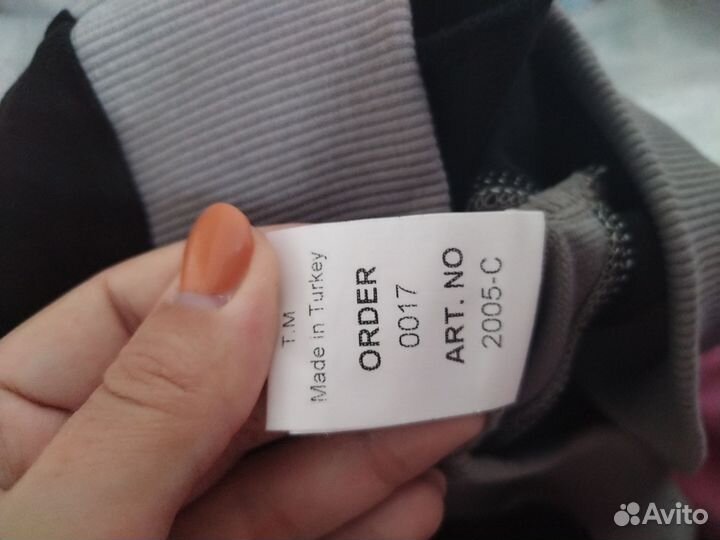 T.M
Made in Turkey
ORDER
0017
ART. NO
2005-C
Avito